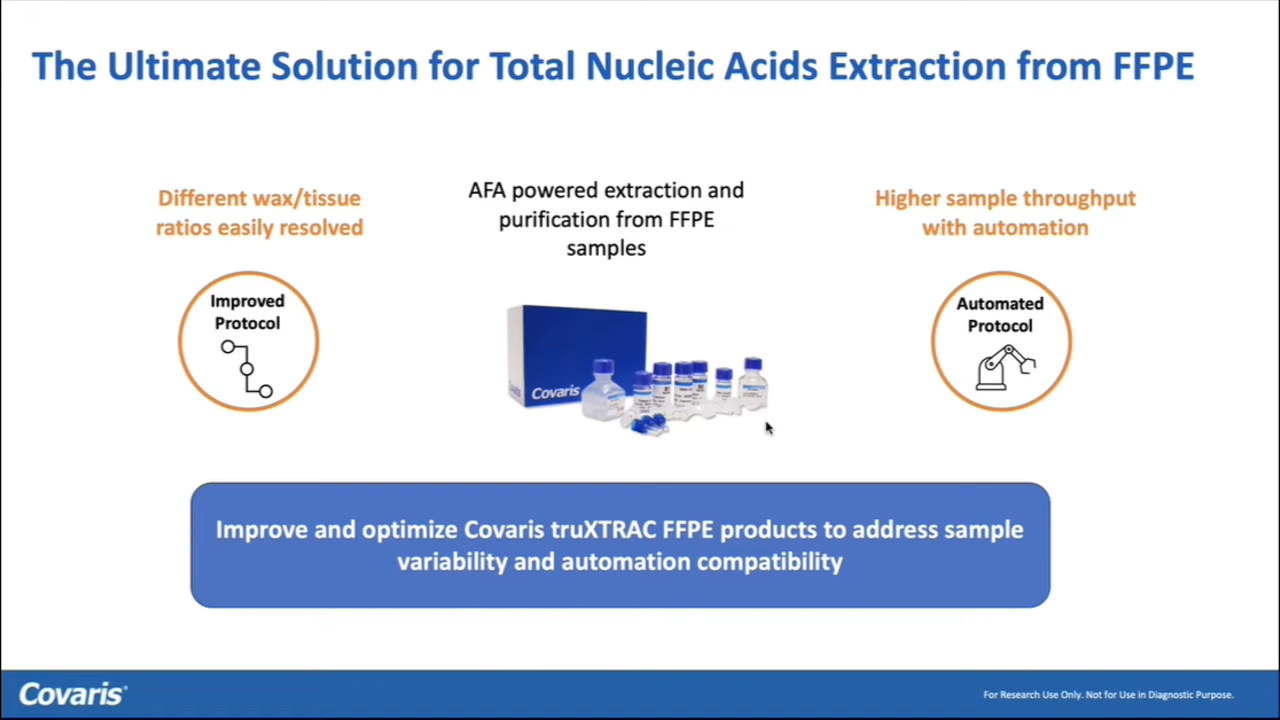 The Ultimate Solution for Total Nucleic Acids Extraction from FFPE
Different wax/tissue
ratios easily resolved
Improved
Protocol
AFA powered extraction and
purification from FFPE
samples
Covaris
Higher sample throughput
with automation
Automated
Protocol
Improve and optimize Covaris truXTRAC FFPE products to address sample
variability and automation compatibility
Covaris®
For Research Use Only. Not for Use in Diagnostic Purpose.